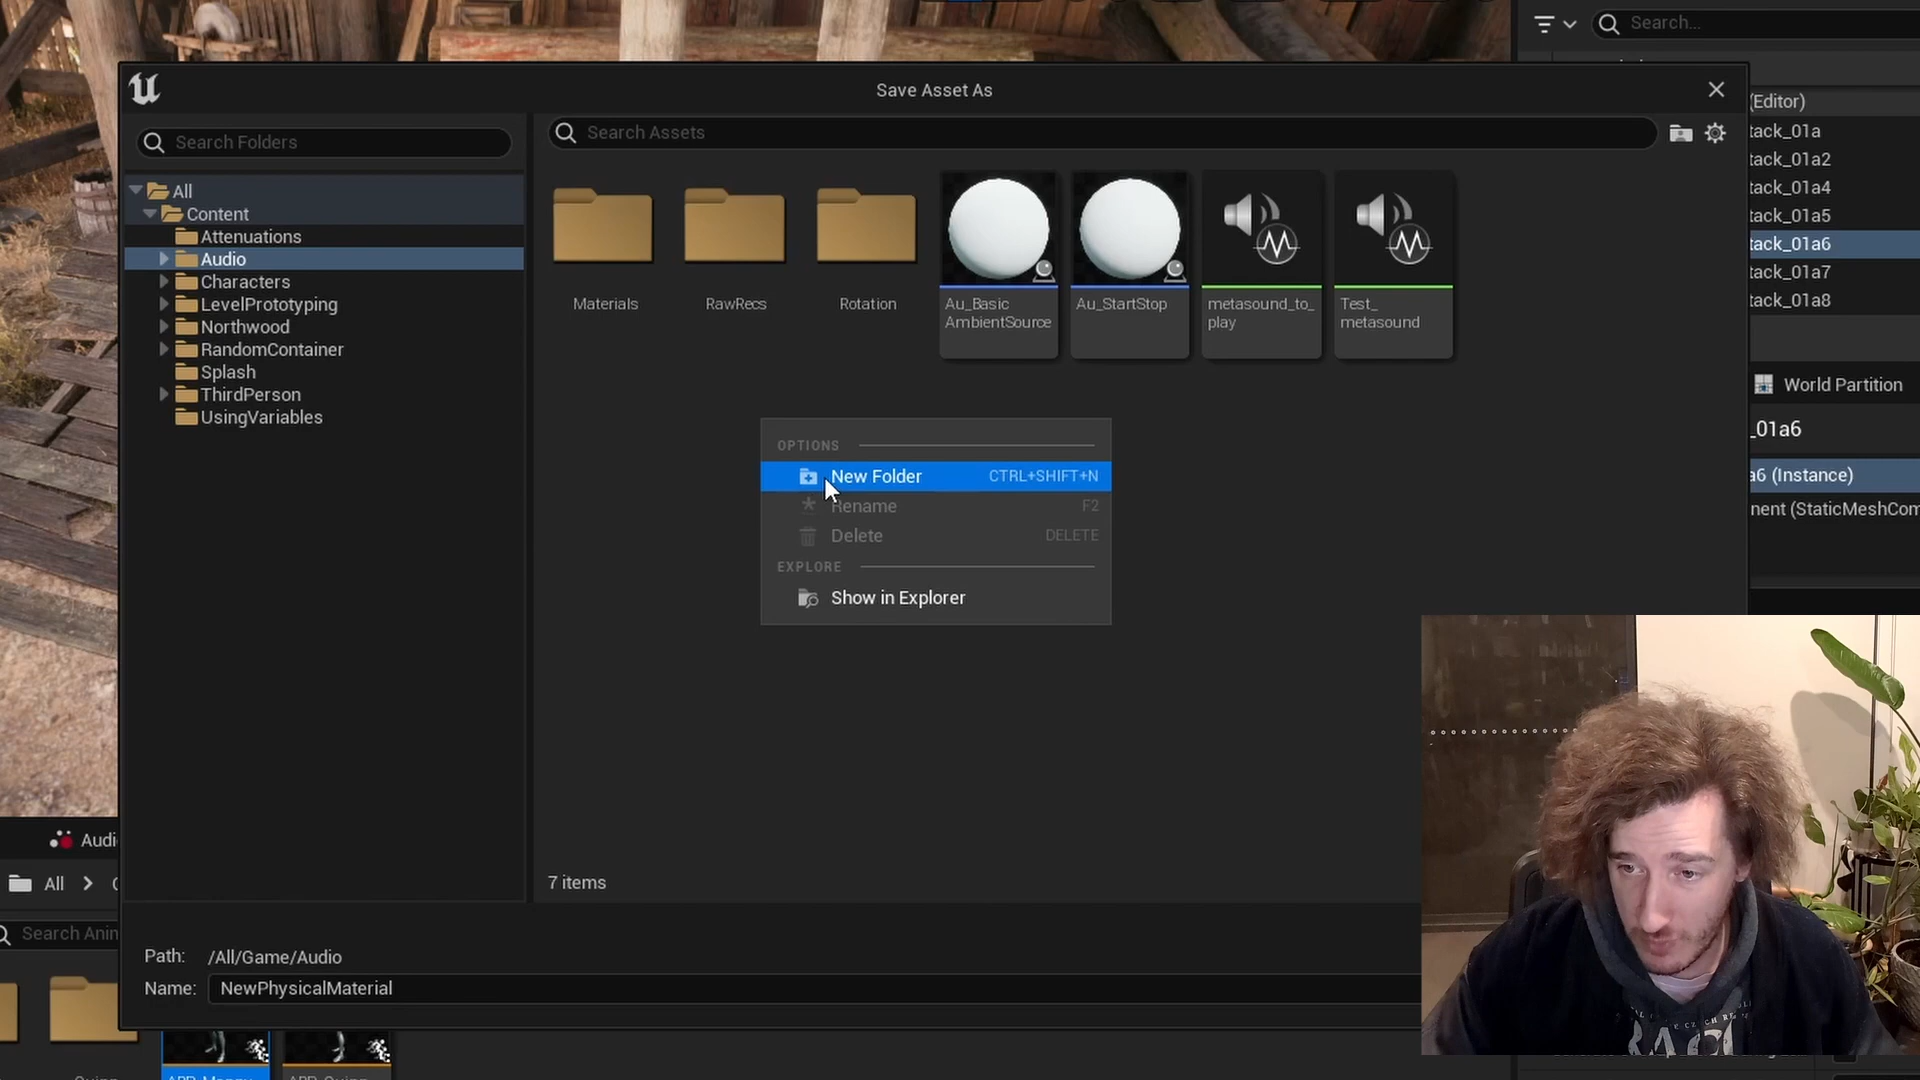 Search...
Save Asset As
(Editor)
Search Folders
Search Assets
tack_01a
tack_01a2
tack_01a4
tack_01a5
tack_01a6
tack_01a7
tack_01a8
All
Content
Attenuations
Audio
Characters
LevelPrototyping
Northwood
RandomContainer
Splash
ThirdPerson
UsingVariables
Materials
RawRecs
Rotation
Au_Basic
AmbientSource
Au_StartStop
metasound_to_
play
Test_
metasound
World Partition
_01a6
a6 (Instance)
nent (StaticMeshCom
OPTIONS
New Folder CTRL+SHIFT+N
Rename F2
Delete DELETE
EXPLORE
Show in Explorer
Audi
All
7 items
Search Anin
Path: /All/Game/Audio
Name: NewPhysicalMaterial